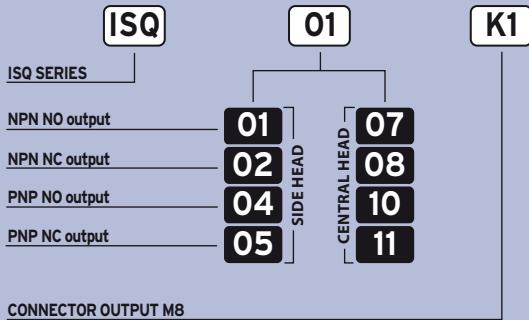 ISQ 01 K1
ISQ SERIES
NPN NO output 01 07
NPN NC output 02 08
PNP NO output 04 10
PNP NC output 05 11
SIDE HEAD
CENTRAL HEAD
CONNECTOR OUTPUT M8